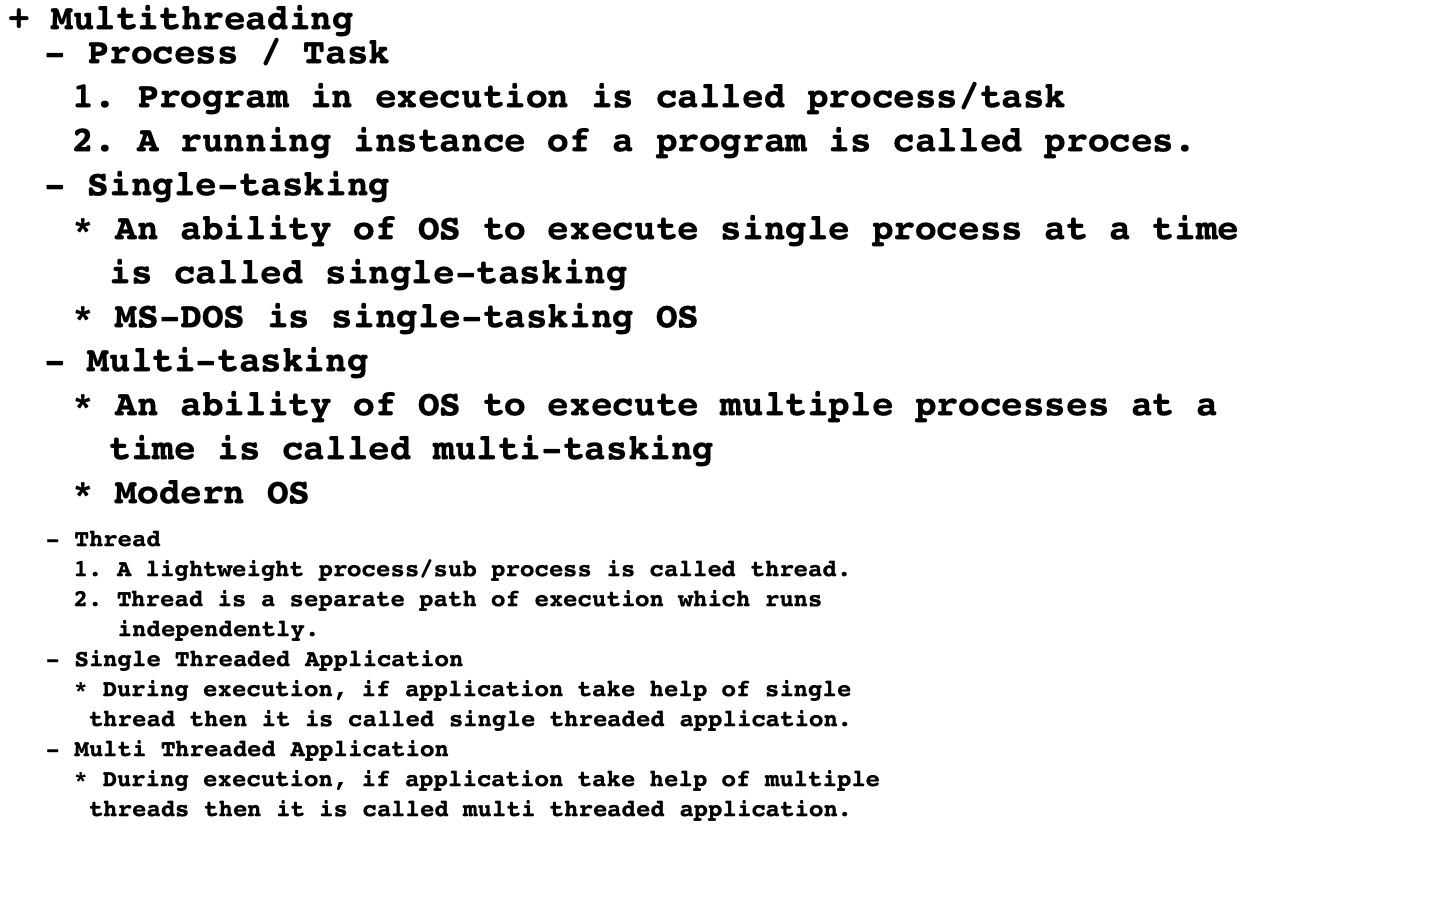 + Multithreading
- Process / Task
1. Program in execution is called process/task
2. A running instance of a program is called proces.
- Single-tasking
* An ability of OS to execute single process at a time
is called single-tasking
* MS-DOS is single-tasking OS
- Multi-tasking
* An ability of OS to execute multiple processes at a
time is called multi-tasking
* Modern OS
- Thread
1. A lightweight process/sub process is called thread.
2. Thread is a separate path of execution which runs
independently.
- Single Threaded Application
* During execution, if application take help of single
thread then it is called single threaded application.
- Multi Threaded Application
* During execution, if application take help of multiple
threads then it is called multi threaded application.